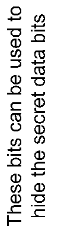 These bits can be used to
hide the secret data bits